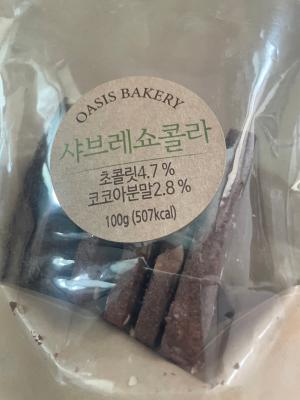 OASIS BAKERY
샤브레쇼콜라
초콜릿4.7 %
코코아분말2.8 %
100g (507kcal)